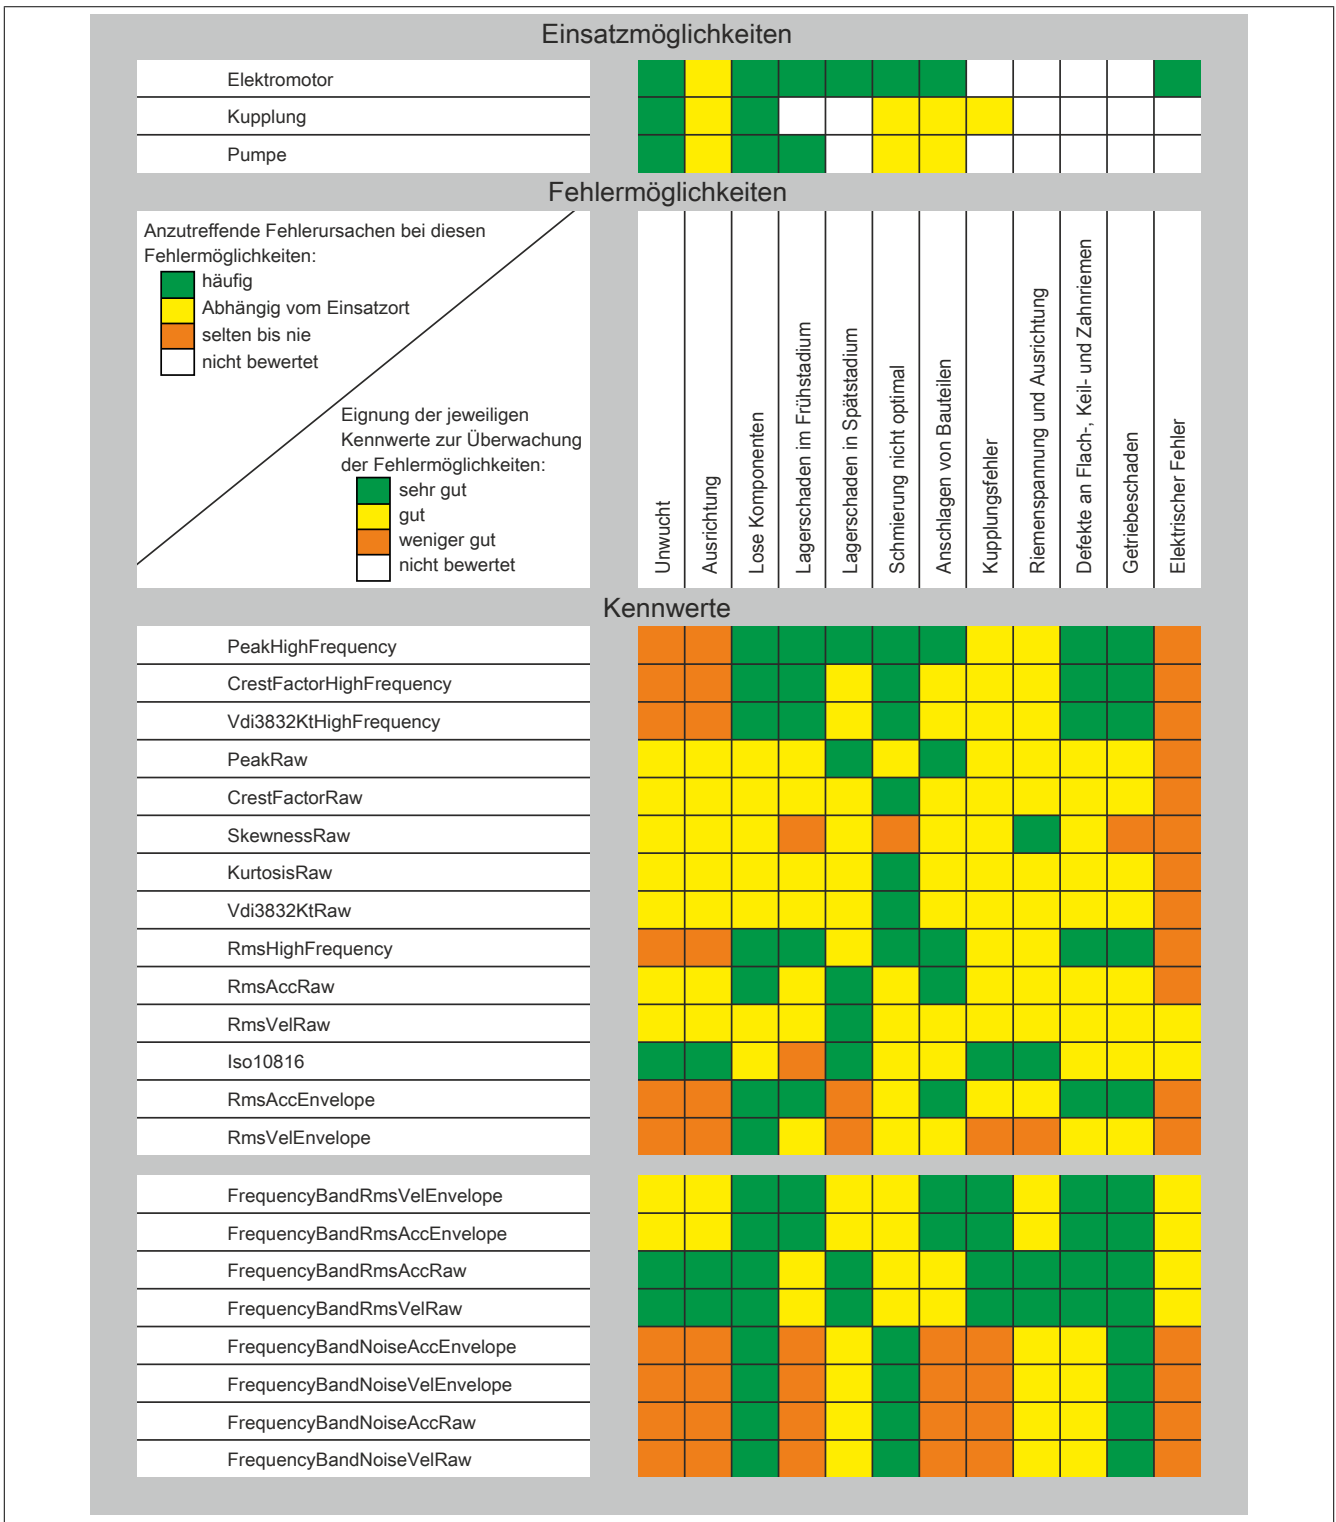 Einsatzmöglichkeiten
Elektromotor
Kupplung
Pumpe
Fehlermöglichkeiten
Anzutreffende Fehlerursachen bei diesen
Fehlermöglichkeiten:
häufig
Abhängig vom Einsatzort
selten bis nie
nicht bewertet
Eignung der jeweiligen
Kennwerte zur Überwachung
der Fehlermöglichkeiten:
sehr gut
gut
weniger gut
nicht bewertet
Unwucht
Ausrichtung
Lose Komponenten
Lagerschaden im Frühstadium
Lagerschaden in Spätstadium
Schmierung nicht optimal
Anschlagen von Bauteilen
Kupplungsfehler
Riemenspannung und Ausrichtung
Defekte an Flach-, Keil- und Zahnriemen
Getriebeschaden
Elektrischer Fehler
Kennwerte
PeakHighFrequency
CrestFactorHighFrequency
Vdi3832KtHighFrequency
PeakRaw
CrestFactorRaw
SkewnessRaw
KurtosisRaw
Vdi3832KtRaw
RmsHighFrequency
RmsAccRaw
RmsVelRaw
Iso10816
RmsAccEnvelope
RmsVelEnvelope
FrequencyBandRmsVelEnvelope
FrequencyBandRmsAccEnvelope
FrequencyBandRmsAccRaw
FrequencyBandRmsVelRaw
FrequencyBandNoiseAccEnvelope
FrequencyBandNoiseVelEnvelope
FrequencyBandNoiseAccRaw
FrequencyBandNoiseVelRaw